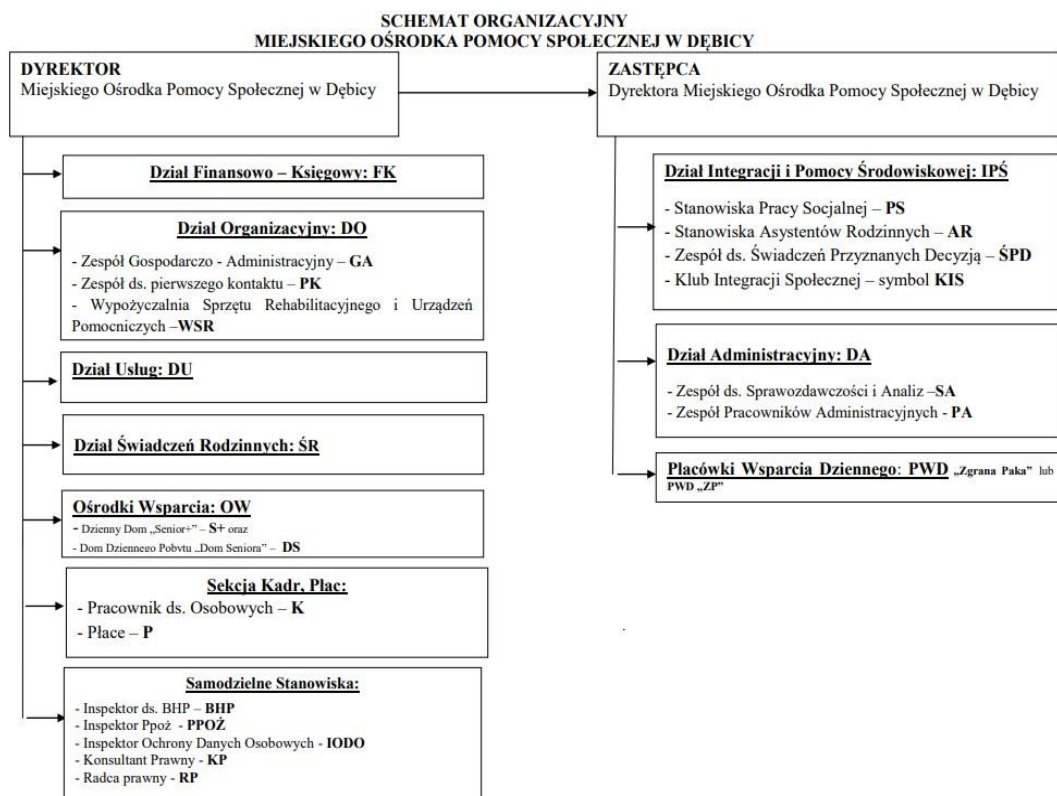 SCHEMAT ORGANIZACYJNY
MIEJSKIEGO OŚRODKA POMOCY SPOŁECZNEJ W DĘBICY
DYREKTOR
Miejskiego Ośrodka Pomocy Społecznej w Dębicy
Dział Finansowo – Księgowy: FK
Dział Organizacyjny: DO
- Zespół Gospodarczo - Administracyjny – GA
- Zespół ds. pierwszego kontaktu – PK
- Wypożyczalnia Sprzętu Rehabilitacyjnego i Urządzeń
Pomocniczych –WSR
Dział Usług: DU
Dział Świadczeń Rodzinnych: ŚR
Ośrodki Wsparcia: OW
- Dzienny Dom „Senior+” – S+ oraz
- Dom Dziennego Pobytu „Dom Seniora” – DS
Sekcja Kadr, Płac:
- Pracownik ds. Osobowych – K
- Płace – P
Samodzielne Stanowiska:
- Inspektor ds. BHP – BHP
- Inspektor Ppoż - PPOŻ
- Inspektor Ochrony Danych Osobowych - IODO
- Konsultant Prawny - KP
- Radca prawny - RP
ZASTĘPCA
Dyrektora Miejskiego Ośrodka Pomocy Społecznej w Dębicy
Dział Integracji i Pomocy Środowiskowej: IPŚ
- Stanowiska Pracy Socjalnej – PS
- Stanowiska Asystentów Rodzinnych – AR
- Zespół ds. Świadczeń Przyznanych Decyzją – ŚPD
- Klub Integracji Społecznej – symbol KIS
Dział Administracyjny: DA
- Zespół ds. Sprawozdawczości i Analiz –SA
- Zespół Pracowników Administracyjnych - PA
Placówki Wsparcia Dziennego: PWD „Zgrana Paka” lub
PWD „ZP”